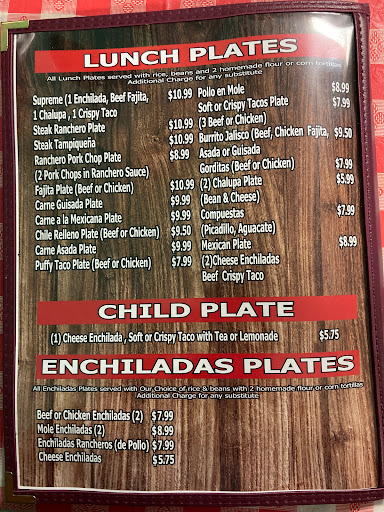 LUNCH PLATES
All Lunch Plates served with rice, beans and 2 homemade flour or corn tortillas
Additional Charge for any substitute
Supreme (1 Enchilada, Beef Fajita, $10.99
1 Chalupa , 1 Crispy Taco
Steak Ranchero Plate $10.99
Steak Tampiqueña $10.99
Ranchero Pork Chop Plate $8.99
(2 Pork Chops in Ranchero Sauce)
Fajita Plate (Beef or Chicken) $10.99
Carne Guisada Plate $9.99
Carne a la Mexicana Plate $9.99
Chile Relleno Plate (Beef or Chicken) $9.50
Carne Asada Plate $9.99
Puffy Taco Plate (Beef or Chicken) $7.99
Pollo en Mole $8.99
Soft or Crispy Tacos Plate $7.99
(3 Beef or Chicken)
Burrito Jalisco (Beef, Chicken Fajita, $9.50
Asada or Guisada
Gorditas (Beef or Chicken) $7.99
(2) Chalupa Plate $5.99
(Bean & Cheese)
Compuestas $7.99
(Picadillo, Aguacate)
Mexican Plate $8.99
(2)Cheese Enchiladas
Beef Crispy Taco
CHILD PLATE
(1) Cheese Enchilada , Soft or Crispy Taco with Tea or Lemonade $5.75
ENCHILADAS PLATES
All Enchiladas Plates served with Our Choice of rice & beans with 2 homemade flour or corn tortillas
Additional Charge for any substitute
Beef or Chicken Enchiladas (2) $7.99
Mole Enchiladas (2) $8.99
Enchiladas Rancheros (de Pollo) $7.99
Cheese Enchiladas $5.75